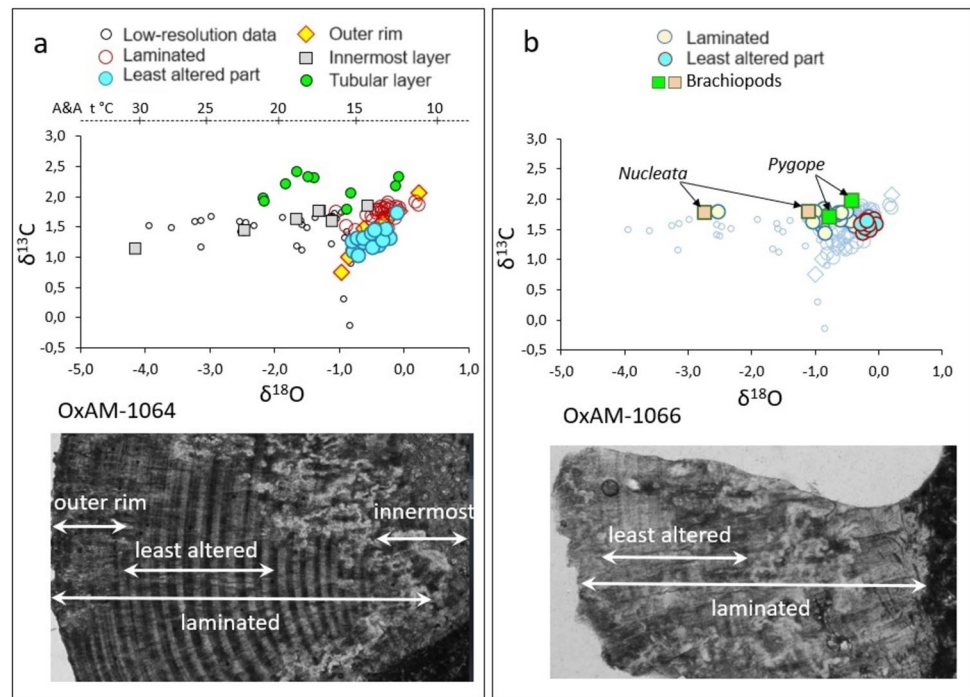 a
Low-resolution data
Laminated
Least altered part
Outer rim
Innermost layer
Tubular layer
A&A t °C 30 25 20 15 10
3,0
2,5
2,0
1,5
1,0
0,5
0,0
-0,5
δ13C
-5,0 -4,0 -3,0 -2,0 -1,0 0,0 1,0
δ18O
OxAM-1064
outer rim
innermost
least altered
laminated
b
Laminated
Least altered part
Brachiopods
3,0
2,5
2,0
1,5
1,0
0,5
0,0
-0,5
δ13C
Nucleata
Pygope
-5,0 -4,0 -3,0 -2,0 -1,0 0,0 1,0
δ18O
OxAM-1066
least altered
laminated